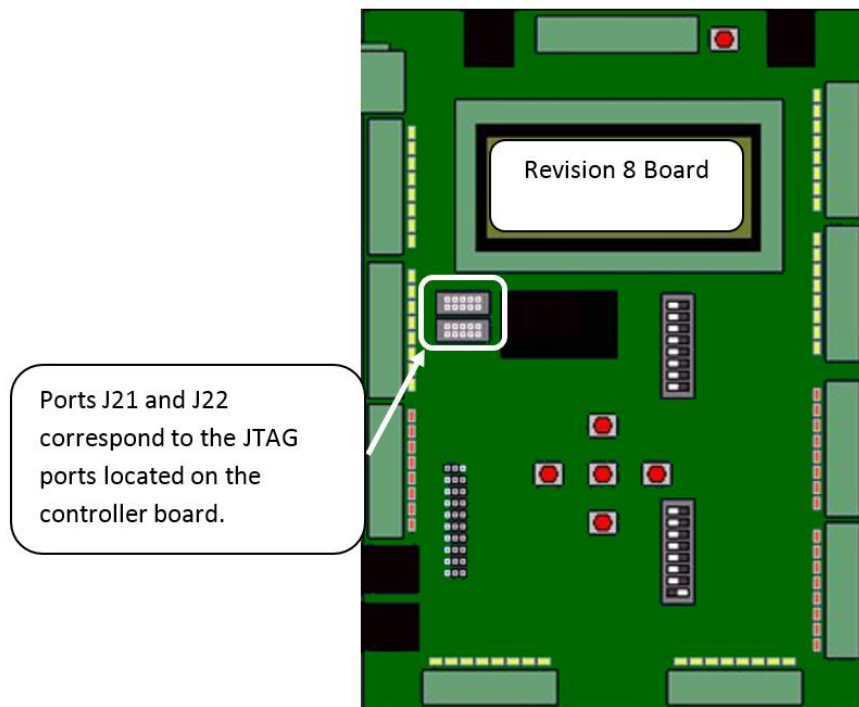 Revision 8 Board
Ports J21 and J22
correspond to the JTAG
ports located on the
controller board.